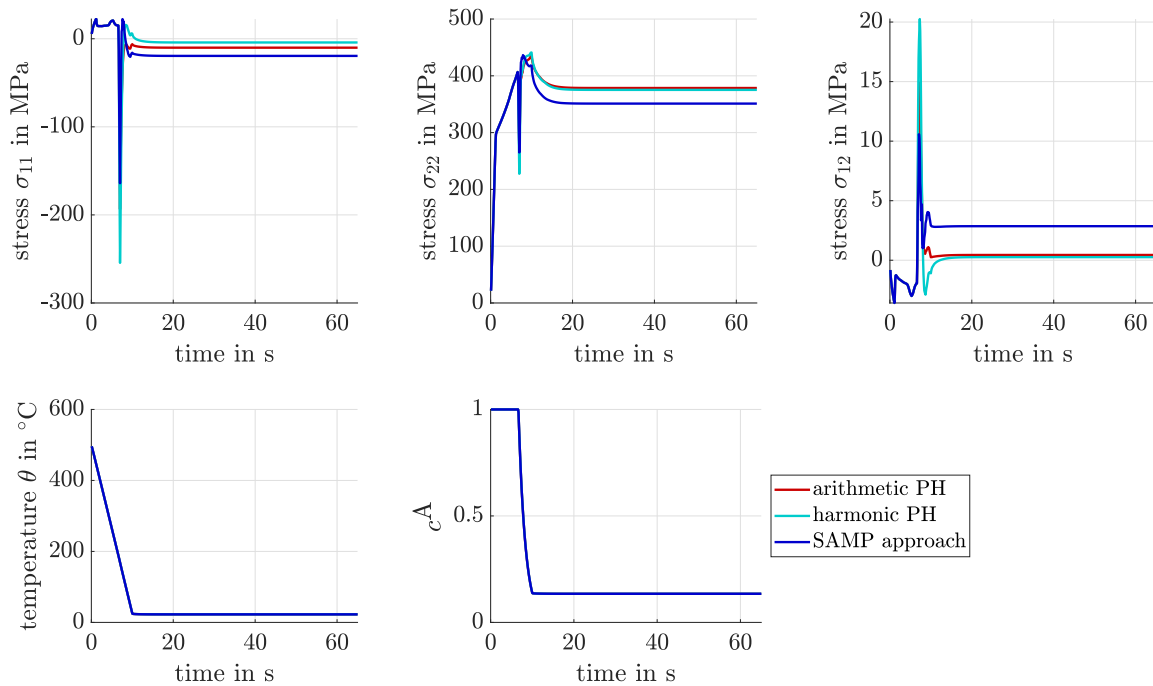 0
-100
-200
-300
stress σ₁₁ in MPa
0 20 40 60
time in s
500
400
300
200
100
0
stress σ₂₂ in MPa
0 20 40 60
time in s
20
15
10
5
0
stress σ₁₂ in MPa
0 20 40 60
time in s
600
400
200
0
temperature θ in °C
0 20 40 60
time in s
1
0.5
0
cᴬ
0 20 40 60
time in s
arithmetic PH
harmonic PH
SAMP approach